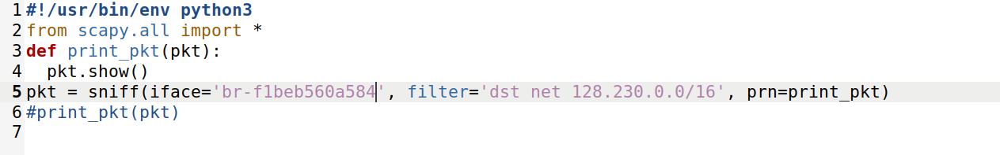 1 #!/usr/bin/env python3
2 from scapy.all import *
3 def print_pkt(pkt):
4   pkt.show()
5 pkt = sniff(iface='br-f1beb560a584', filter='dst net 128.230.0.0/16', prn=print_pkt)
6 #print_pkt(pkt)
7